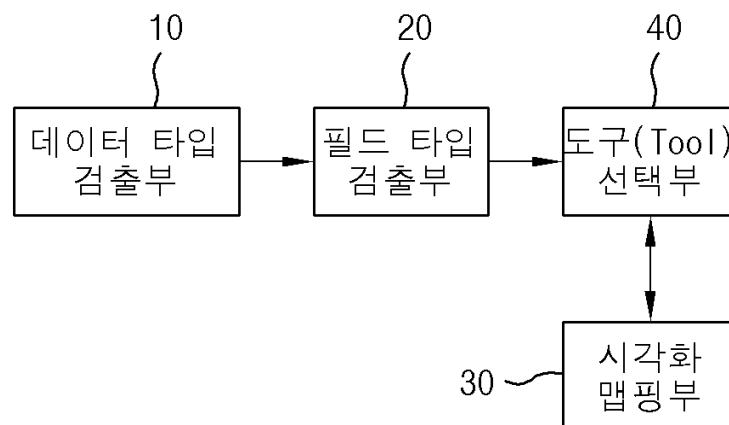 10
20
40
데이터 타입
검출부
필드 타입
검출부
도구(Tool)
선택부
시각화
맵핑부
30